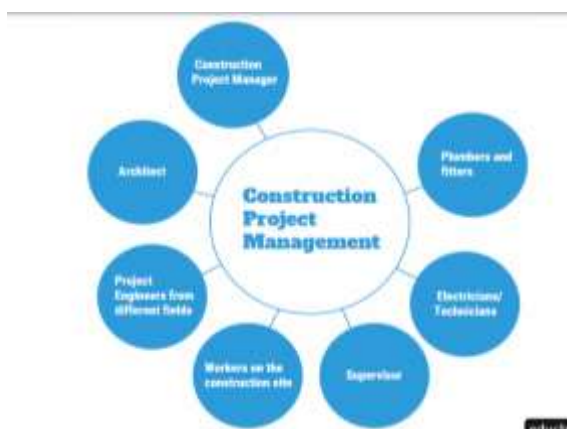 Construction
Project Manager
Architect
Project
Engineers from
different fields
Workers on the
construction site
Supervisor
Electricians/
Technicians
Plumbers and
fitters
Construction
Project
Management